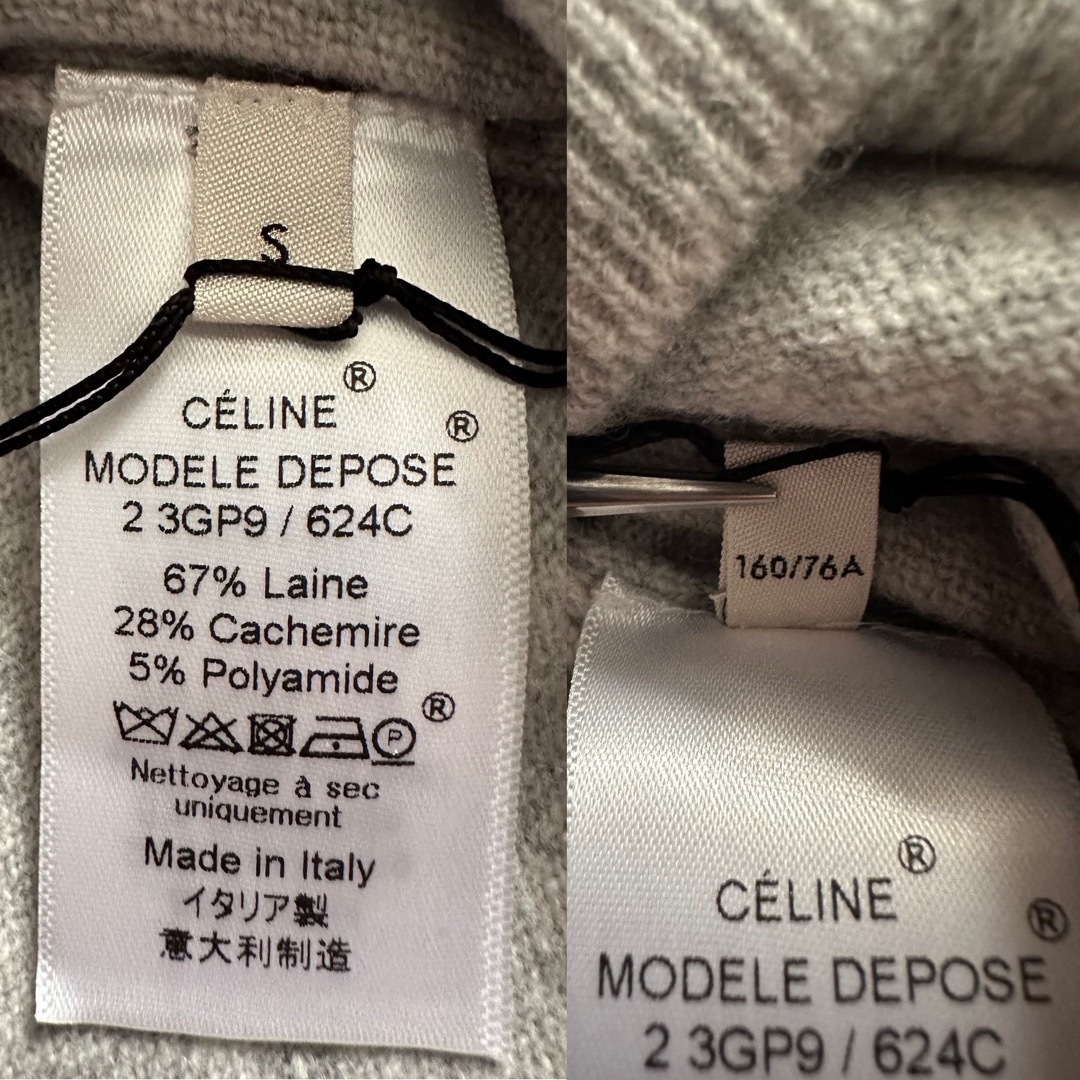 S
CÉLINE®
MODELE DEPOSE®
2 3GP9 / 624C
67% Laine
28% Cachemire
5% Polyamide
P ®
Nettoyage à sec
uniquement
Made in Italy
イタリア製
意大利制造
160/76A
CÉLINE®
MODELE DEPOSE®
2 3GP9 / 624C